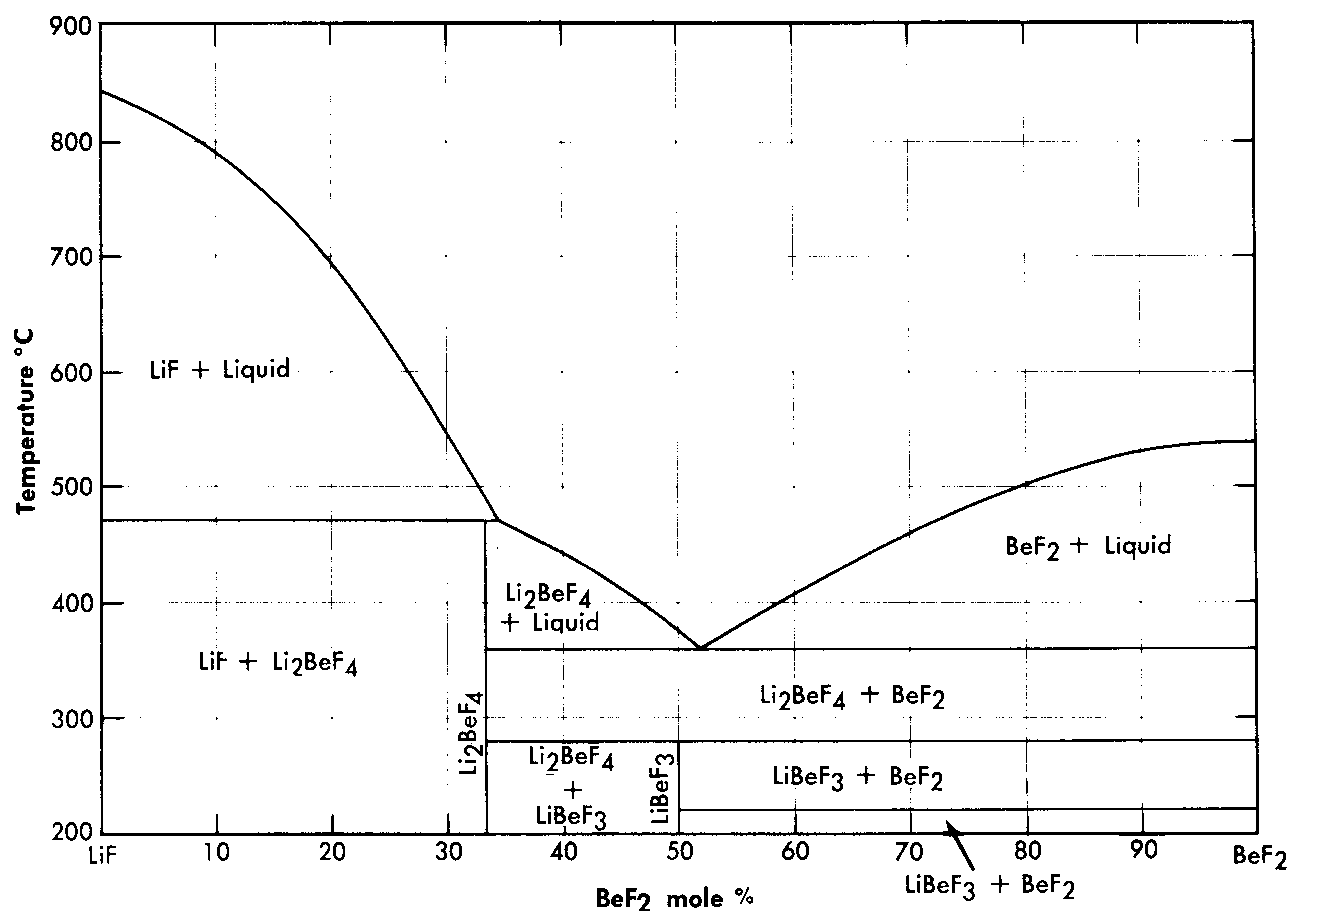 900
800
700
600
500
400
300
200
Temperature °C
LiF + Liquid
BeF2 + Liquid
Li2BeF4
+ Liquid
LiF + Li2BeF4
Li2BeF4 + BeF2
Li2BeF4
Li2BeF4
+
LiBeF3
LiBeF3
LiBeF3 + BeF2
LiF 10 20 30 40 50 60 70 80 90 BeF2
LiBeF3 + BeF2
BeF2 mole %